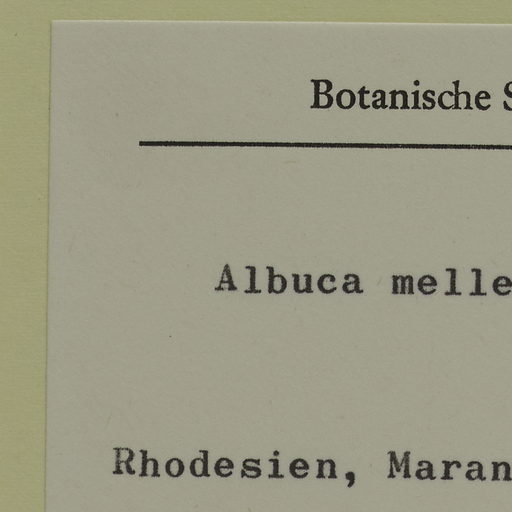 Botanische S
Albuca melle
Rhodesien, Maran